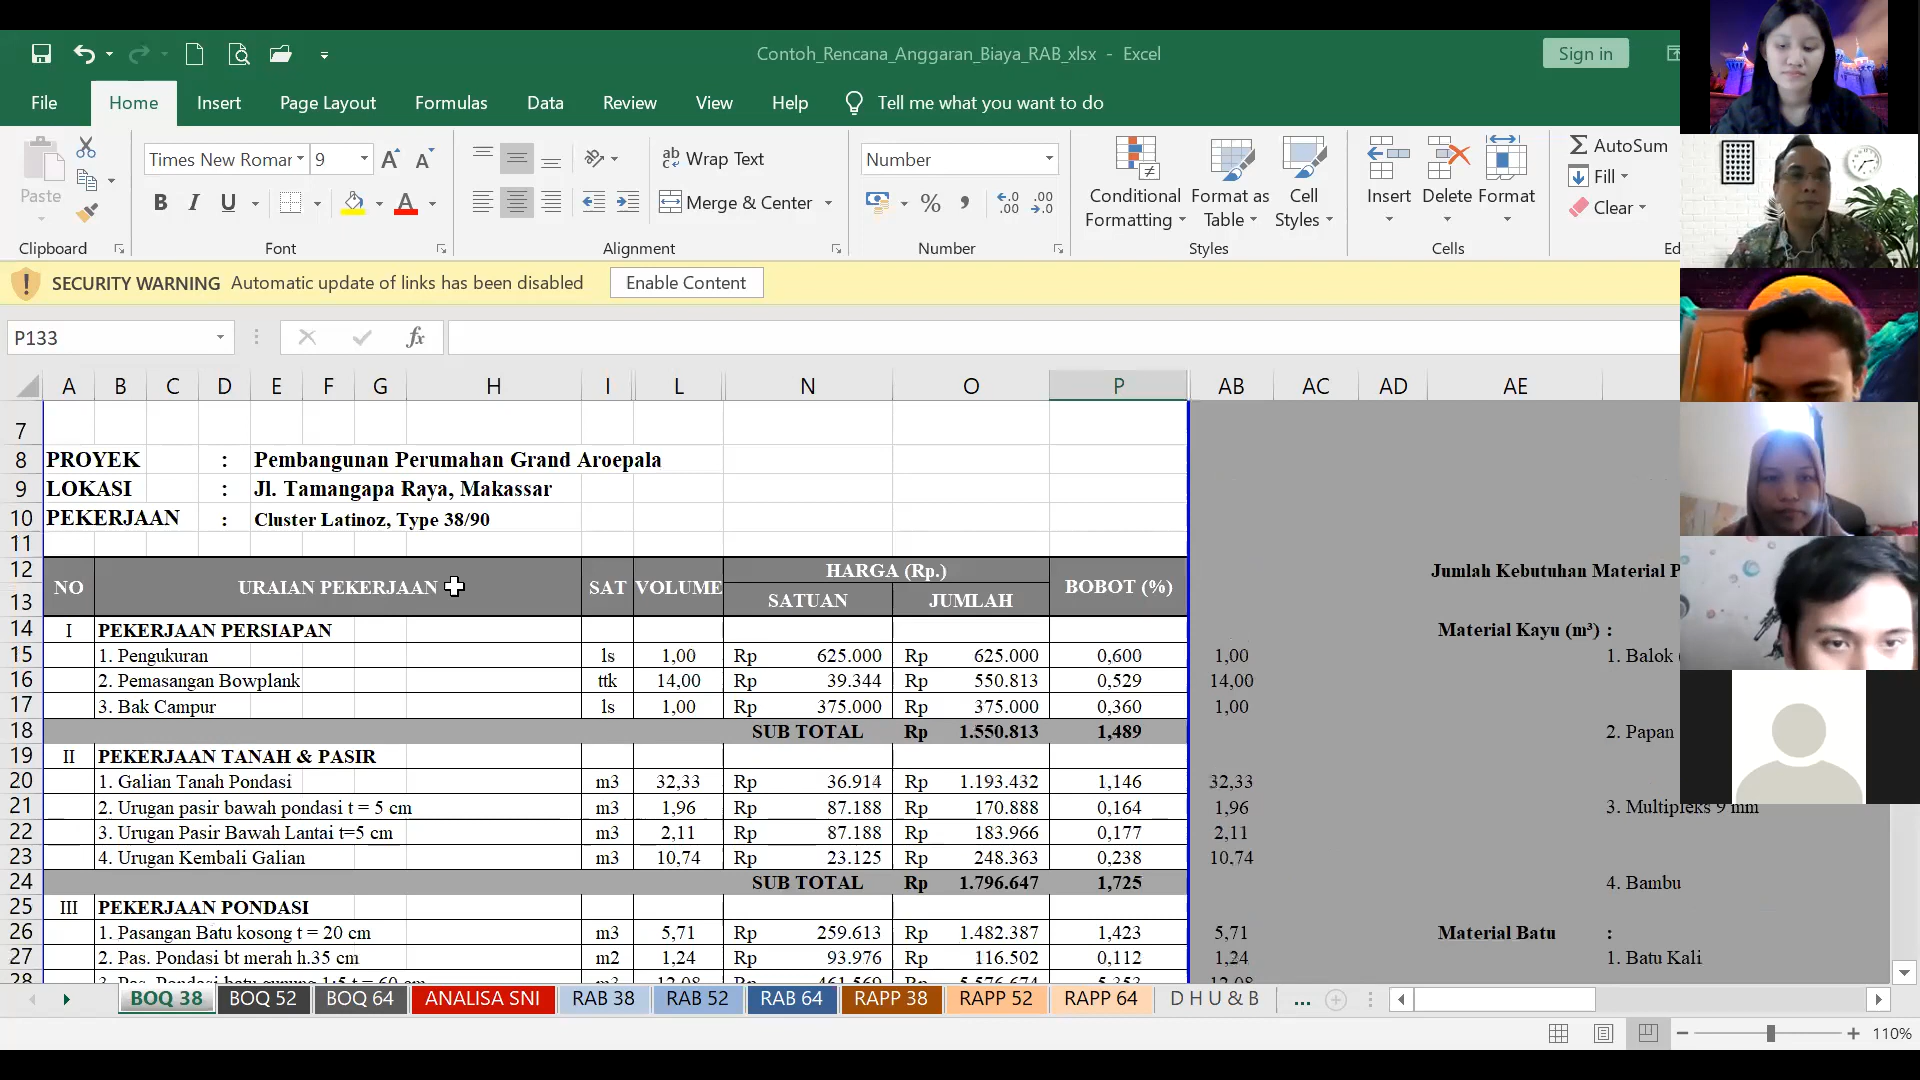 Contoh_Rencana_Anggaran_Biaya_RAB_xlsx - Excel
Sign in
File Home Insert Page Layout Formulas Data Review View Help Tell me what you want to do
Paste
Times New Romar 9
B I U
Wrap Text
Merge & Center
Number
Conditional Formatting
Format as Table
Cell Styles
Insert Delete Format
AutoSum
Fill
Clear
Clipboard Font Alignment Number Styles Cells
SECURITY WARNING Automatic update of links has been disabled Enable Content
P133 fx
A B C D E F G H I L N O P AB AC AD AE
7
8 PROYEK : Pembangunan Perumahan Grand Aroepala
9 LOKASI : Jl. Tamangapa Raya, Makassar
10 PEKERJAAN : Cluster Latinoz, Type 38/90
11
12 NO URAIAN PEKERJAAN SAT VOLUME HARGA (Rp.) BOBOT (%) Jumlah Kebutuhan Material P
13 SATUAN JUMLAH
14 I PEKERJAAN PERSIAPAN Material Kayu (m³) :
15 1. Pengukuran ls 1,00 Rp 625.000 Rp 625.000 0,600 1,00 1. Balok
16 2. Pemasangan Bowplank ttk 14,00 Rp 39.344 Rp 550.813 0,529 14,00
17 3. Bak Campur ls 1,00 Rp 375.000 Rp 375.000 0,360 1,00
18 SUB TOTAL Rp 1.550.813 1,489 2. Papan
19 II PEKERJAAN TANAH & PASIR
20 1. Galian Tanah Pondasi m3 32,33 Rp 36.914 Rp 1.193.432 1,146 32,33
21 2. Urugan pasir bawah pondasi t = 5 cm m3 1,96 Rp 87.188 Rp 170.888 0,164 1,96 3. Multipleks 9 mm
22 3. Urugan Pasir Bawah Lantai t=5 cm m3 2,11 Rp 87.188 Rp 183.966 0,177 2,11
23 4. Urugan Kembali Galian m3 10,74 Rp 23.125 Rp 248.363 0,238 10,74
24 SUB TOTAL Rp 1.796.647 1,725 4. Bambu
25 III PEKERJAAN PONDASI
26 1. Pasangan Batu kosong t = 20 cm m3 5,71 Rp 259.613 Rp 1.482.387 1,423 5,71 Material Batu :
27 2. Pas. Pondasi bt merah h.35 cm m2 1,24 Rp 93.976 Rp 116.502 0,112 1,24 1. Batu Kali
28
BOQ 38 BOQ 52 BOQ 64 ANALISA SNI RAB 38 RAB 52 RAB 64 RAPP 38 RAPP 52 RAPP 64 D H U & B ...
110%